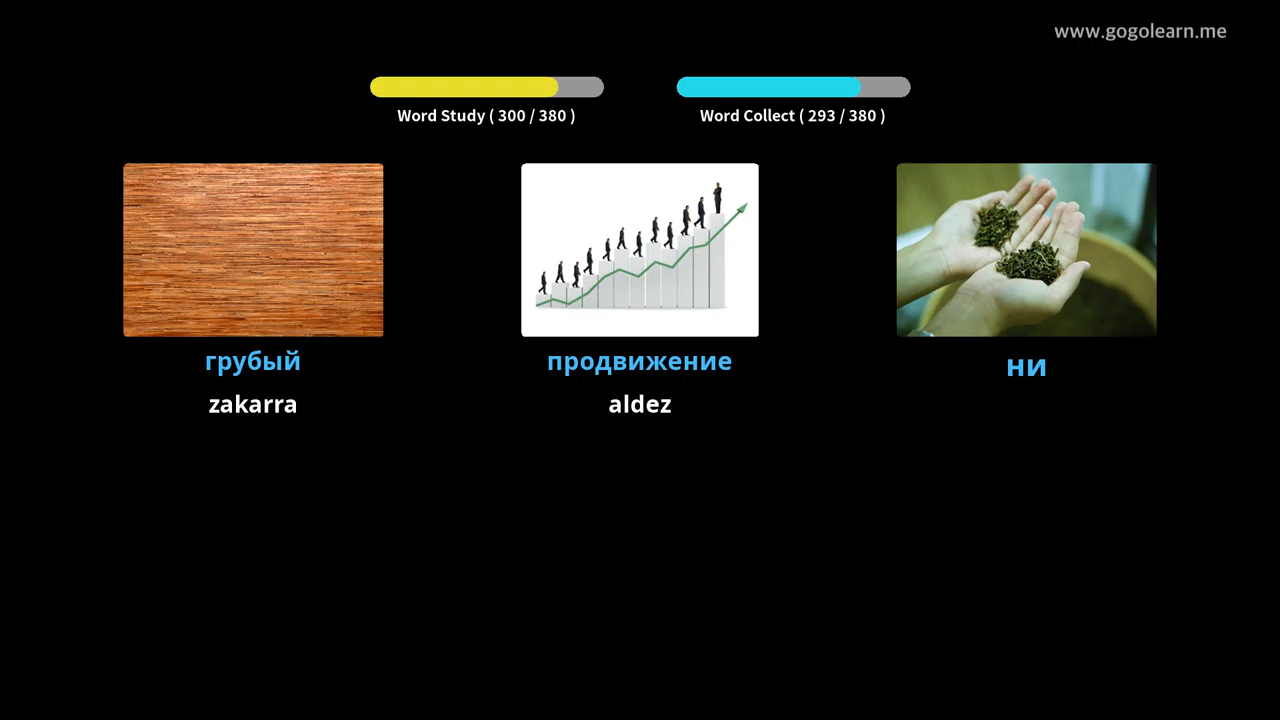 www.gogolearn.me
Word Study ( 300 / 380 )
Word Collect ( 293 / 380 )
грубый
zakarra
продвижение
aldez
ни